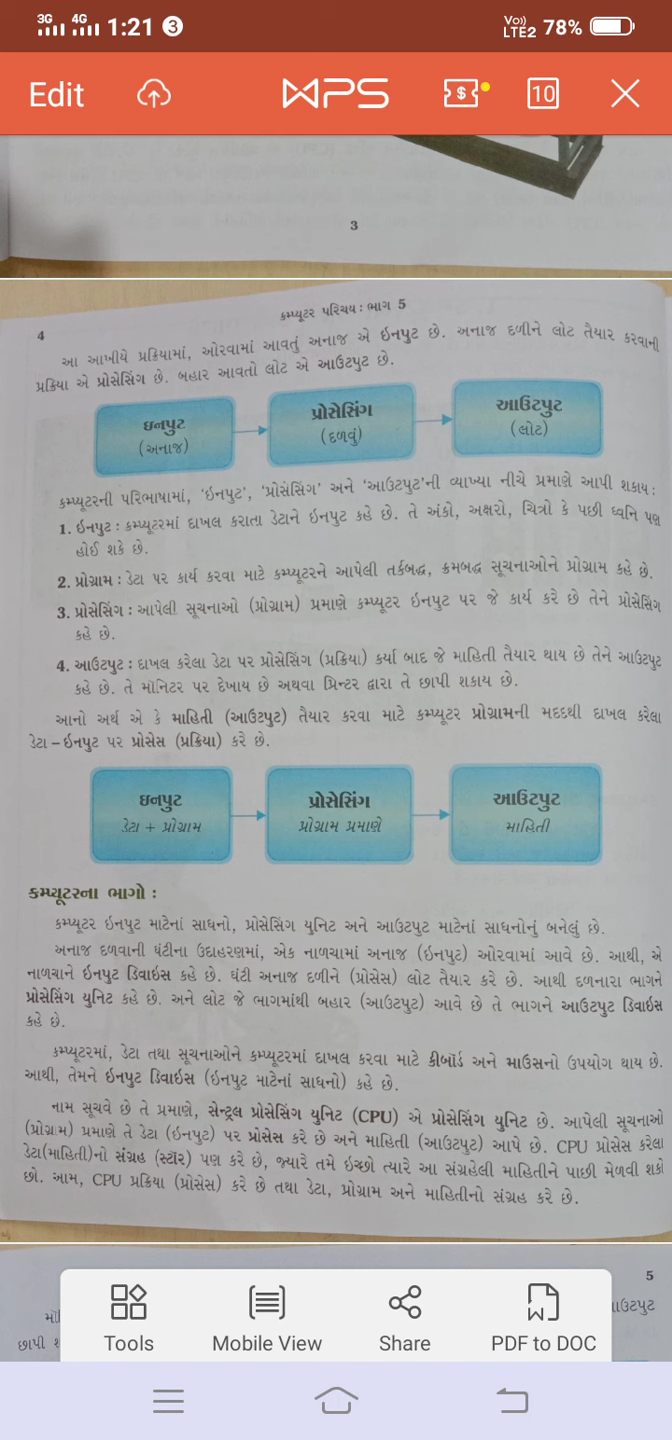 3G 4G 1:21 3 Vo)) LTE2 78%
Edit WPS $ 10
3
કમ્પ્યૂટર પરિચય: ભાગ 5
4
આ આખીયે પ્રક્રિયામાં, ઓરવામાં આવતું અનાજ એ ઇનપુટ છે. અનાજ દળીને લોટ તૈયાર કરવાની
પ્રક્રિયા એ પ્રોસેસિંગ છે. બહાર આવતો લોટ એ આઉટપુટ છે.
ઇનપુટ પ્રોસેસિંગ આઉટપુટ
(અનાજ) (દળવું) (લોટ)
કમ્પ્યૂટરની પરિભાષામાં, ‘ઇનપુટ’, ‘પ્રોસેસિંગ’ અને ‘આઉટપુટ’ની વ્યાખ્યા નીચે પ્રમાણે આપી શકાય:
1. ઇનપુટ : કમ્પ્યૂટરમાં દાખલ કરાતા ડેટાને ઇનપુટ કહે છે. તે અંકો, અક્ષરો, ચિત્રો કે પછી ધ્વનિ પણ
હોઈ શકે છે.
2. પ્રોગ્રામ : ડેટા પર કાર્ય કરવા માટે કમ્પ્યૂટરને આપેલી તર્કબદ્ધ, ક્રમબદ્ધ સૂચનાઓને પ્રોગ્રામ કહે છે.
3. પ્રોસેસિંગ : આપેલી સૂચનાઓ (પ્રોગ્રામ) પ્રમાણે કમ્પ્યૂટર ઇનપુટ પર જે કાર્ય કરે છે તેને પ્રોસેસિંગ
કહે છે.
4. આઉટપુટ : દાખલ કરેલા ડેટા પર પ્રોસેસિંગ (પ્રક્રિયા) કર્યા બાદ જે માહિતી તૈયાર થાય છે તેને આઉટપુટ
કહે છે. તે મૉનિટર પર દેખાય છે અથવા પ્રિન્ટર દ્વારા તે છાપી શકાય છે.
આનો અર્થ એ કે માહિતી (આઉટપુટ) તૈયાર કરવા માટે કમ્પ્યૂટર પ્રોગ્રામની મદદથી દાખલ કરેલા
ડેટા – ઇનપુટ પર પ્રોસેસ (પ્રક્રિયા) કરે છે.
ઇનપુટ પ્રોસેસિંગ આઉટપુટ
ડેટા + પ્રોગ્રામ પ્રોગ્રામ પ્રમાણે માહિતી
કમ્પ્યૂટરના ભાગો :
કમ્પ્યૂટર ઇનપુટ માટેનાં સાધનો, પ્રોસેસિંગ યુનિટ અને આઉટપુટ માટેનાં સાધનોનું બનેલું છે.
અનાજ દળવાની ઘંટીના ઉદાહરણમાં, એક નાળચામાં અનાજ (ઇનપુટ) ઓરવામાં આવે છે. આથી, એ
નાળચાને ઇનપુટ ડિવાઇસ કહે છે. ઘંટી અનાજ દળીને (પ્રોસેસ) લોટ તૈયાર કરે છે. આથી દળનારા ભાગને
પ્રોસેસિંગ યુનિટ કહે છે. અને લોટ જે ભાગમાંથી બહાર (આઉટપુટ) આવે છે તે ભાગને આઉટપુટ ડિવાઇસ
કહે છે.
કમ્પ્યૂટરમાં, ડેટા તથા સૂચનાઓને કમ્પ્યૂટરમાં દાખલ કરવા માટે કીબૉર્ડ અને માઉસનો ઉપયોગ થાય છે.
આથી, તેમને ઇનપુટ ડિવાઇસ (ઇનપુટ માટેનાં સાધનો) કહે છે.
નામ સૂચવે છે તે પ્રમાણે, સેન્ટ્રલ પ્રોસેસિંગ યુનિટ (CPU) એ પ્રોસેસિંગ યુનિટ છે. આપેલી સૂચનાઓ
(પ્રોગ્રામ) પ્રમાણે તે ડેટા (ઇનપુટ) પર પ્રોસેસ કરે છે અને માહિતી (આઉટપુટ) આપે છે. CPU પ્રોસેસ કરેલા
ડેટા(માહિતી)નો સંગ્રહ (સ્ટૉર) પણ કરે છે, જ્યારે તમે ઇચ્છો ત્યારે આ સંગ્રહેલી માહિતીને પાછી મેળવી શકો
છો. આમ, CPU પ્રક્રિયા (પ્રોસેસ) કરે છે તથા ડેટા, પ્રોગ્રામ અને માહિતીનો સંગ્રહ કરે છે.
5
છાપી
Tools Mobile View Share PDF to DOC